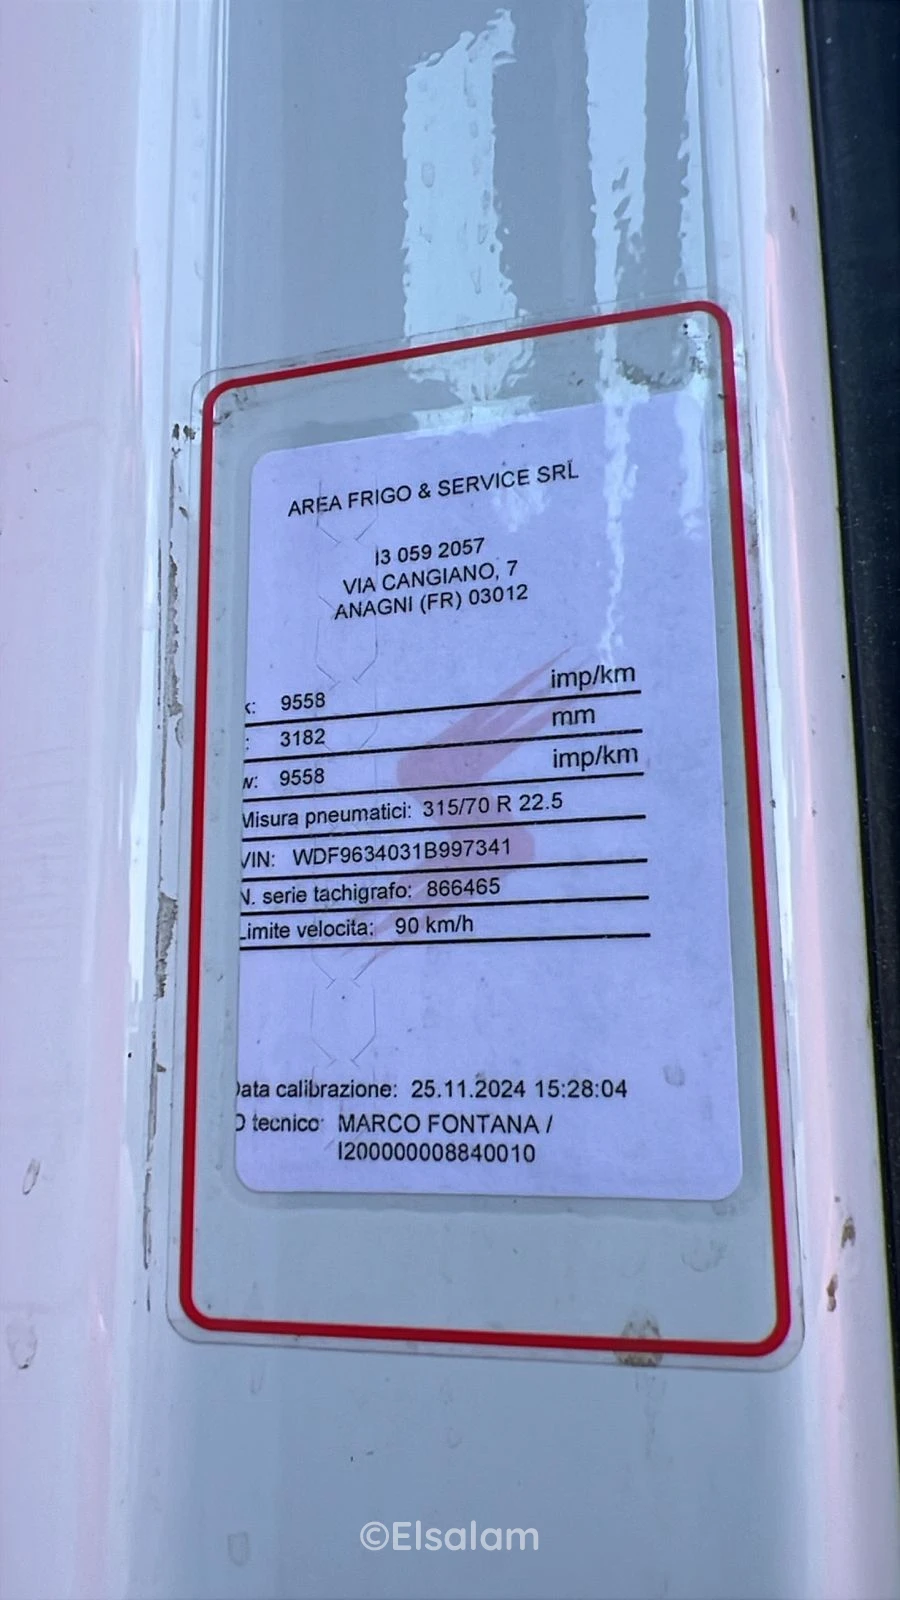 AREA FRIGO & SERVICE SRL
I3 059 2057
VIA CANGIANO, 7
ANAGNI (FR) 03012
k: 9558 imp/km
: 3182 mm
w: 9558 imp/km
Misura pneumatici: 315/70 R 22.5
VIN: WDF9634031B997341
N. serie tachigrafo: 866465
Limite velocita: 90 km/h
Data calibrazione: 25.11.2024 15:28:04
D tecnico: MARCO FONTANA /
I200000008840010
©Elsalam